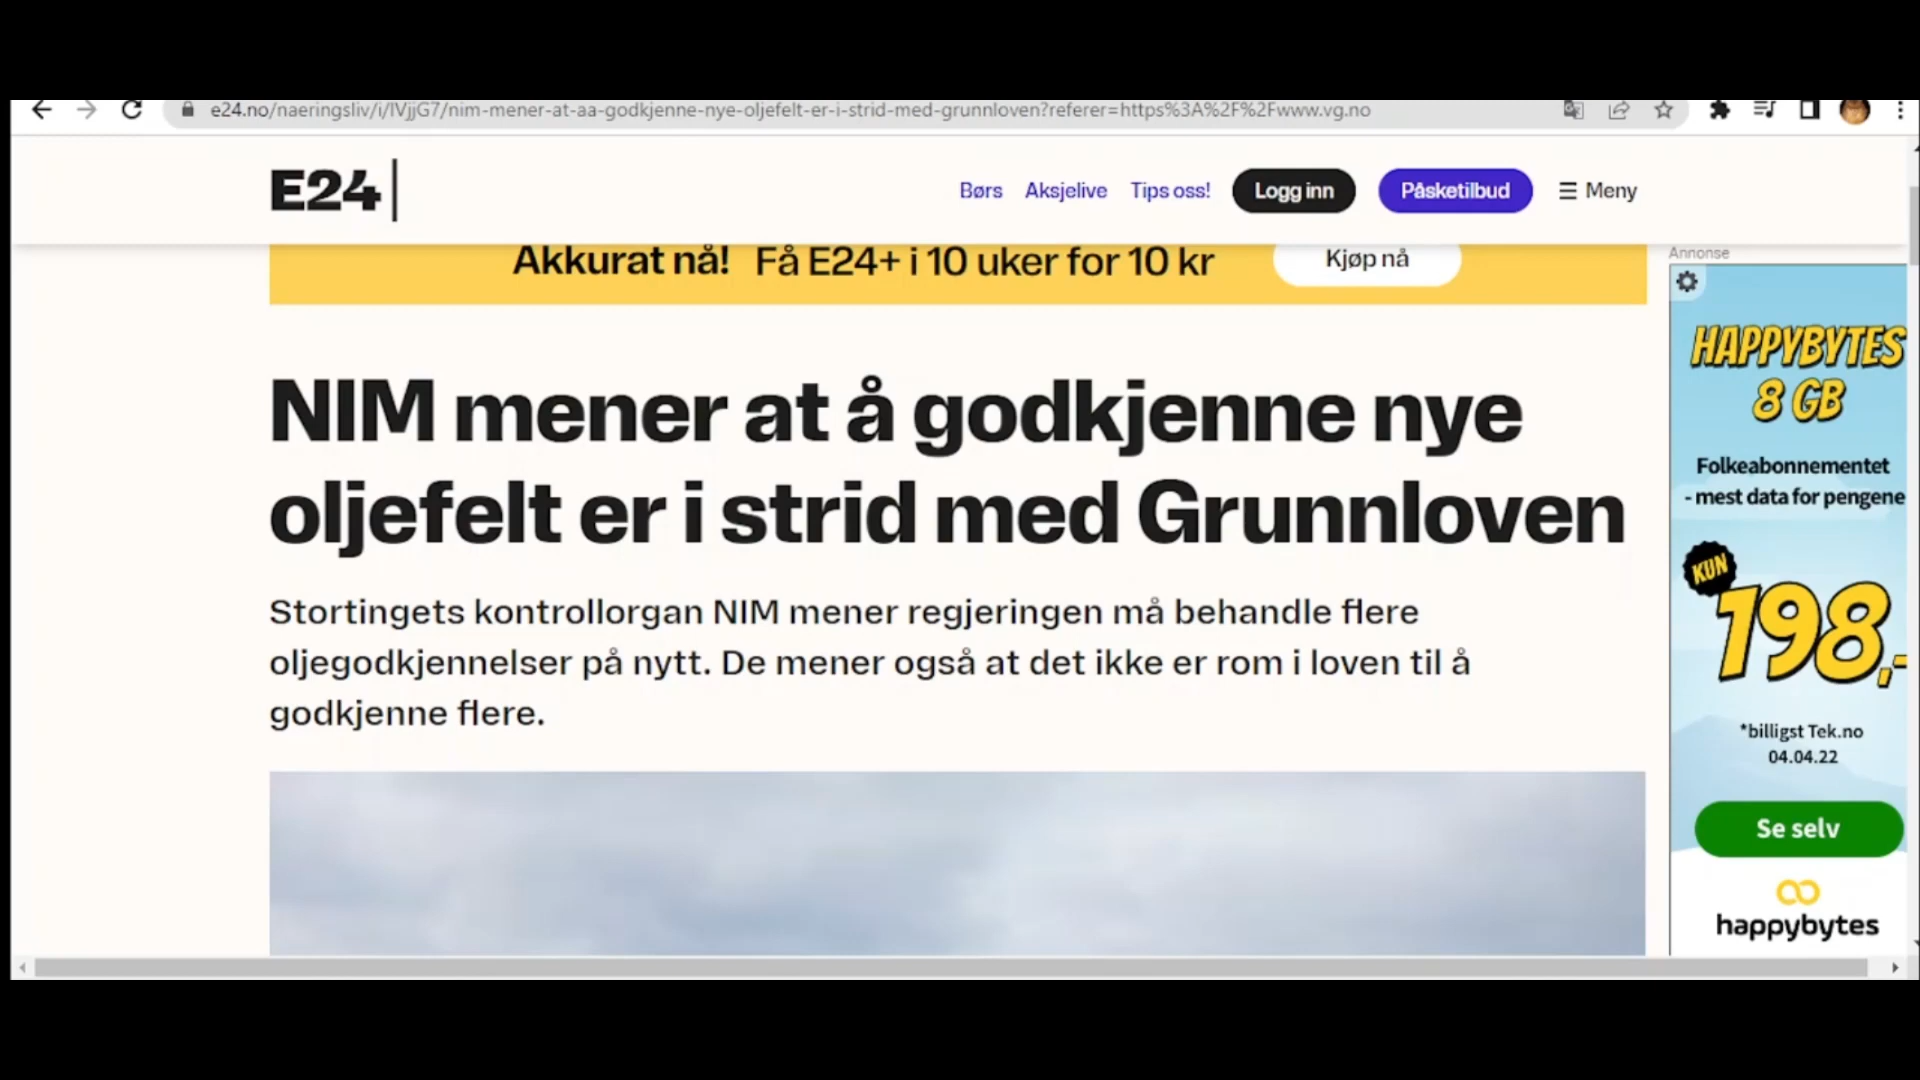 e24.no/naeringsliv/i/lVjjG7/nim-mener-at-aa-godkjenne-nye-oljefelt-er-i-strid-med-grunnloven?referer=https%3A%2F%2Fwww.vg.no
E24
Børs Aksjelive Tips oss! Logg inn Påsketilbud Meny
Akkurat nå! Få E24+ i 10 uker for 10 kr Kjøp nå
NIM mener at å godkjenne nye
oljefelt er i strid med Grunnloven
Stortingets kontrollorgan NIM mener regjeringen må behandle flere
oljegodkjennelser på nytt. De mener også at det ikke er rom i loven til å
godkjenne flere.
Annonse
HAPPYBYTES
8 GB
Folkeabonnementet
- mest data for pengene
KUN
198,-
*billigst Tek.no
04.04.22
Se selv
happybytes